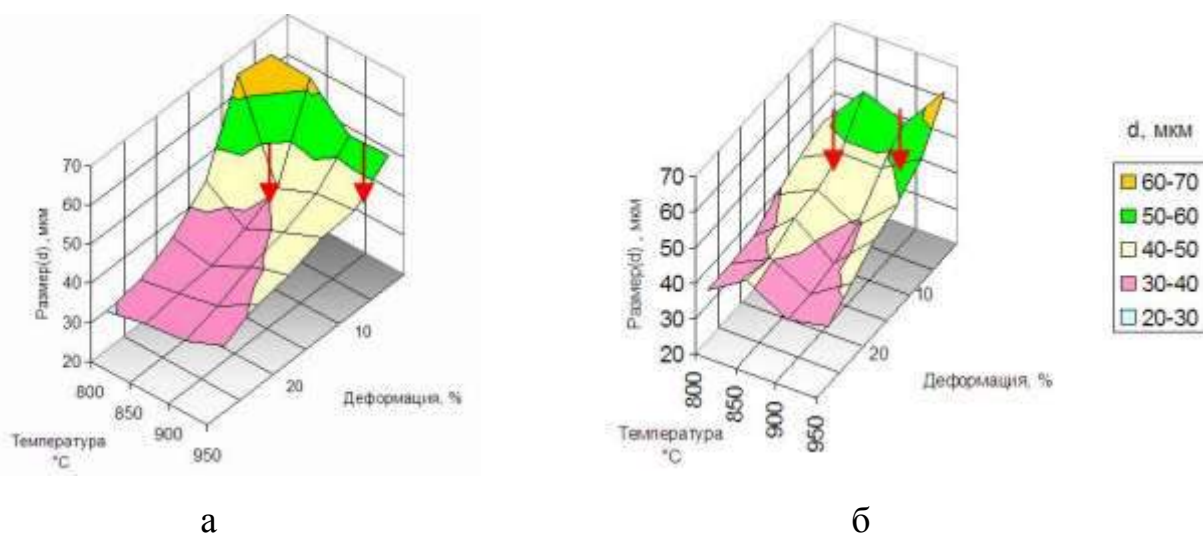 70
60
50
40
30
20
Размер(d) , мкм
800
850
900
950
Температура
°С
10
20
Деформация, %
а
70
60
50
40
30
20
Размер(d) , мкм
800
850
900
950
Температура
°С
10
20
Деформация, %
б
d, мкм
60-70
50-60
40-50
30-40
20-30